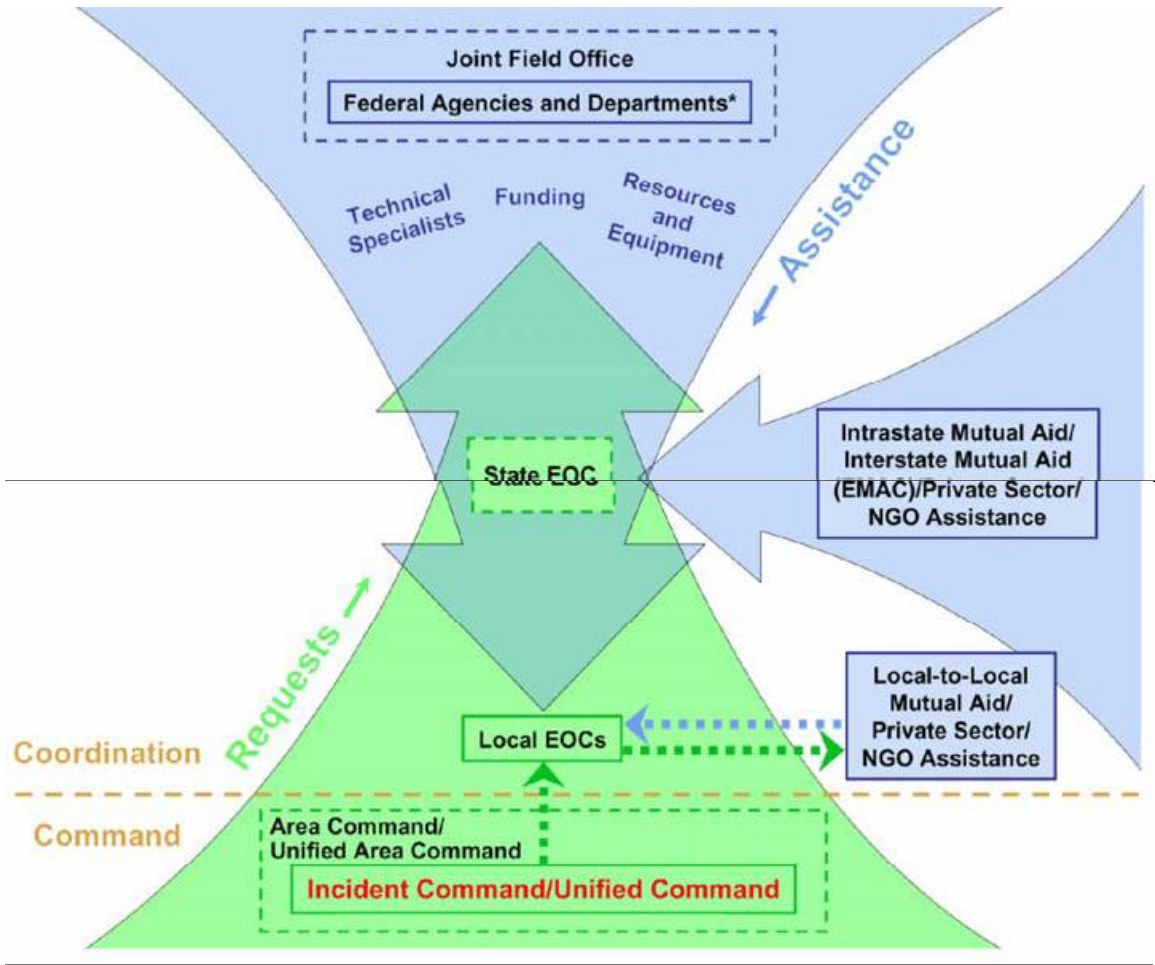 Joint Field Office
Federal Agencies and Departments*
Technical
Specialists
Funding
Resources
and
Equipment
Assistance
State EOC
Intrastate Mutual Aid/
Interstate Mutual Aid
(EMAC)/Private Sector/
NGO Assistance
Requests
Local-to-Local
Mutual Aid/
Private Sector/
NGO Assistance
Local EOCs
Coordination
Command
Area Command/
Unified Area Command
Incident Command/Unified Command